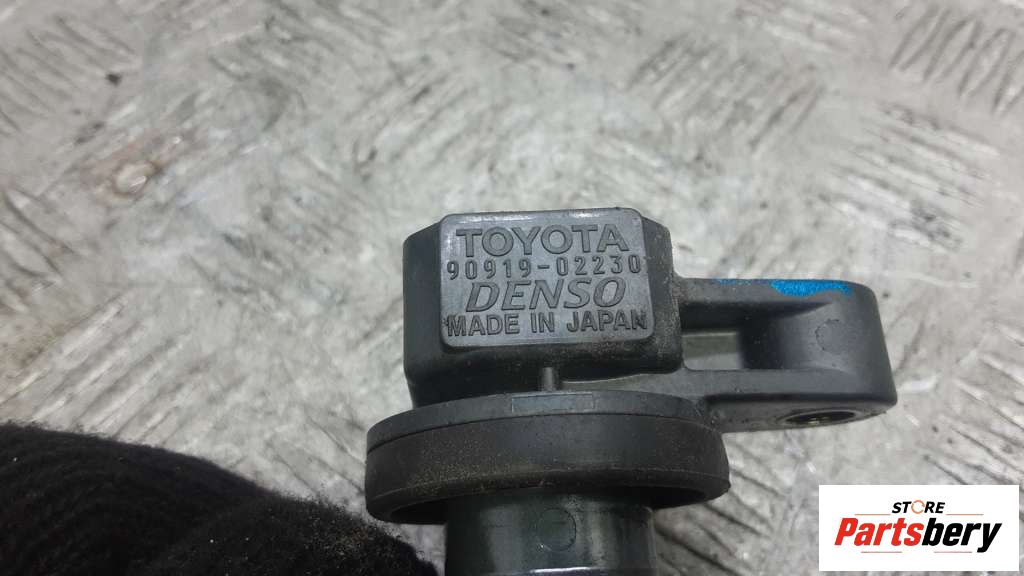 TOYOTA
90919-02230
DENSO
MADE IN JAPAN
STORE
Partsbery